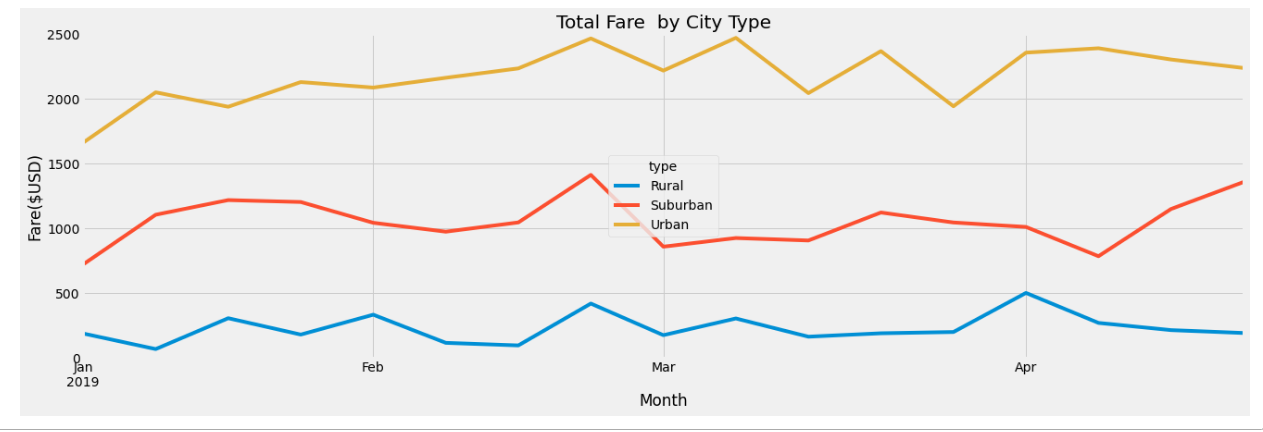 Total Fare  by City Type
2500
2000
1500
1000
500
0
Fare($USD)
type
Rural
Suburban
Urban
Jan
2019
Feb
Mar
Apr
Month